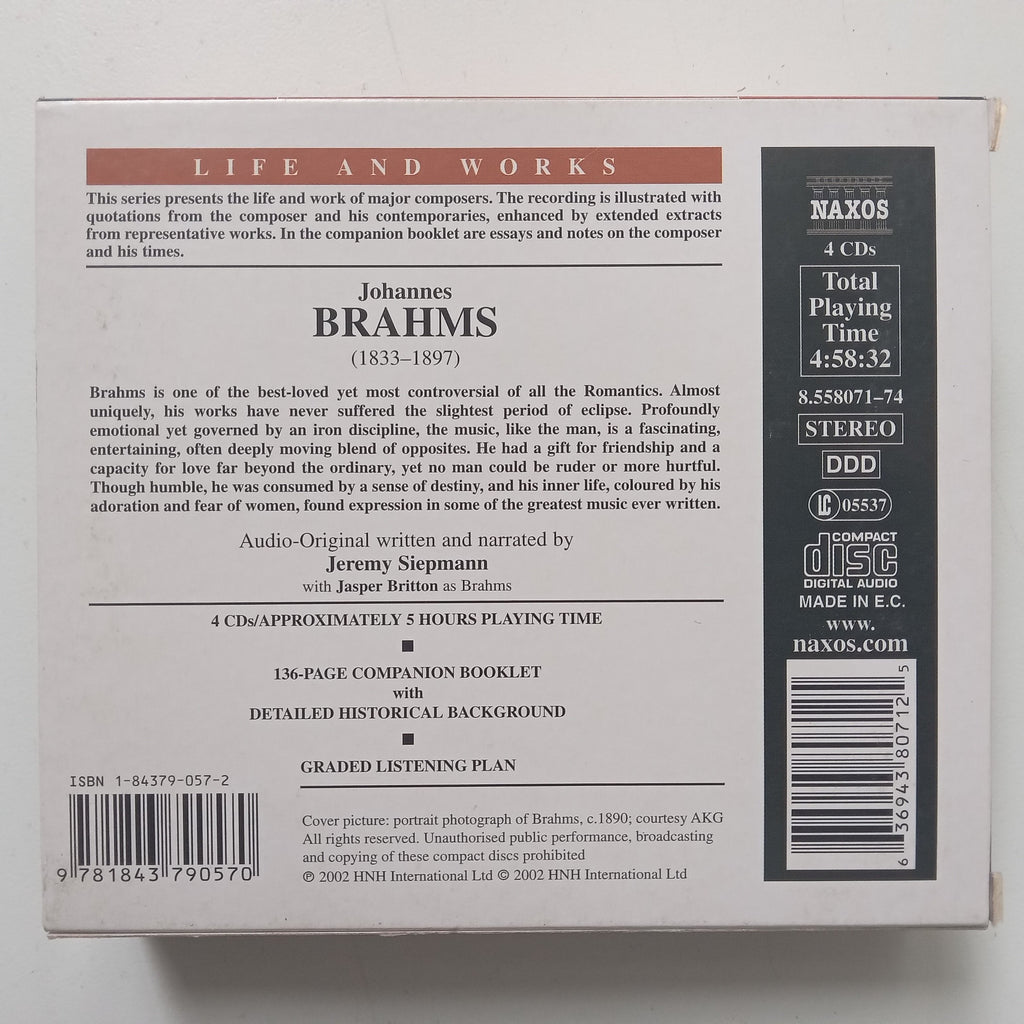 LIFE AND WORKS
This series presents the life and work of major composers. The recording is illustrated with
quotations from the composer and his contemporaries, enhanced by extended extracts
from representative works. In the companion booklet are essays and notes on the composer
and his times.
Johannes
BRAHMS
(1833–1897)
Brahms is one of the best-loved yet most controversial of all the Romantics. Almost
uniquely, his works have never suffered the slightest period of eclipse. Profoundly
emotional yet governed by an iron discipline, the music, like the man, is a fascinating,
entertaining, often deeply moving blend of opposites. He had a gift for friendship and a
capacity for love far beyond the ordinary, yet no man could be ruder or more hurtful.
Though humble, he was consumed by a sense of destiny, and his inner life, coloured by his
adoration and fear of women, found expression in some of the greatest music ever written.
Audio-Original written and narrated by
Jeremy Siepmann
with Jasper Britton as Brahms
4 CDs/APPROXIMATELY 5 HOURS PLAYING TIME
136-PAGE COMPANION BOOKLET
with
DETAILED HISTORICAL BACKGROUND
GRADED LISTENING PLAN
ISBN 1-84379-057-2
9 781843 790570
Cover picture: portrait photograph of Brahms, c.1890; courtesy AKG
All rights reserved. Unauthorised public performance, broadcasting
and copying of these compact discs prohibited
℗ 2002 HNH International Ltd © 2002 HNH International Ltd
NAXOS
4 CDs
Total
Playing
Time
4:58:32
8.558071–74
STEREO
DDD
LC 05537
COMPACT
disc
DIGITAL AUDIO
MADE IN E.C.
www.
naxos.com
6 36943 80712 5